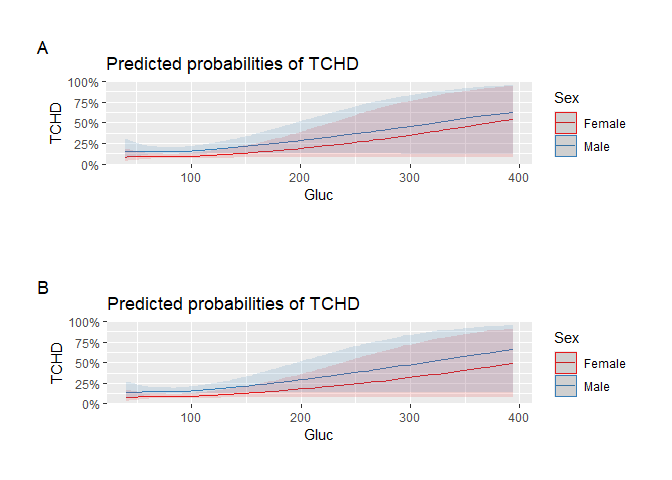 A
Predicted probabilities of TCHD
100%
75%
50%
25%
0%
TCHD
100
200
300
400
Gluc
Sex
Female
Male
B
Predicted probabilities of TCHD
100%
75%
50%
25%
0%
TCHD
100
200
300
400
Gluc
Sex
Female
Male